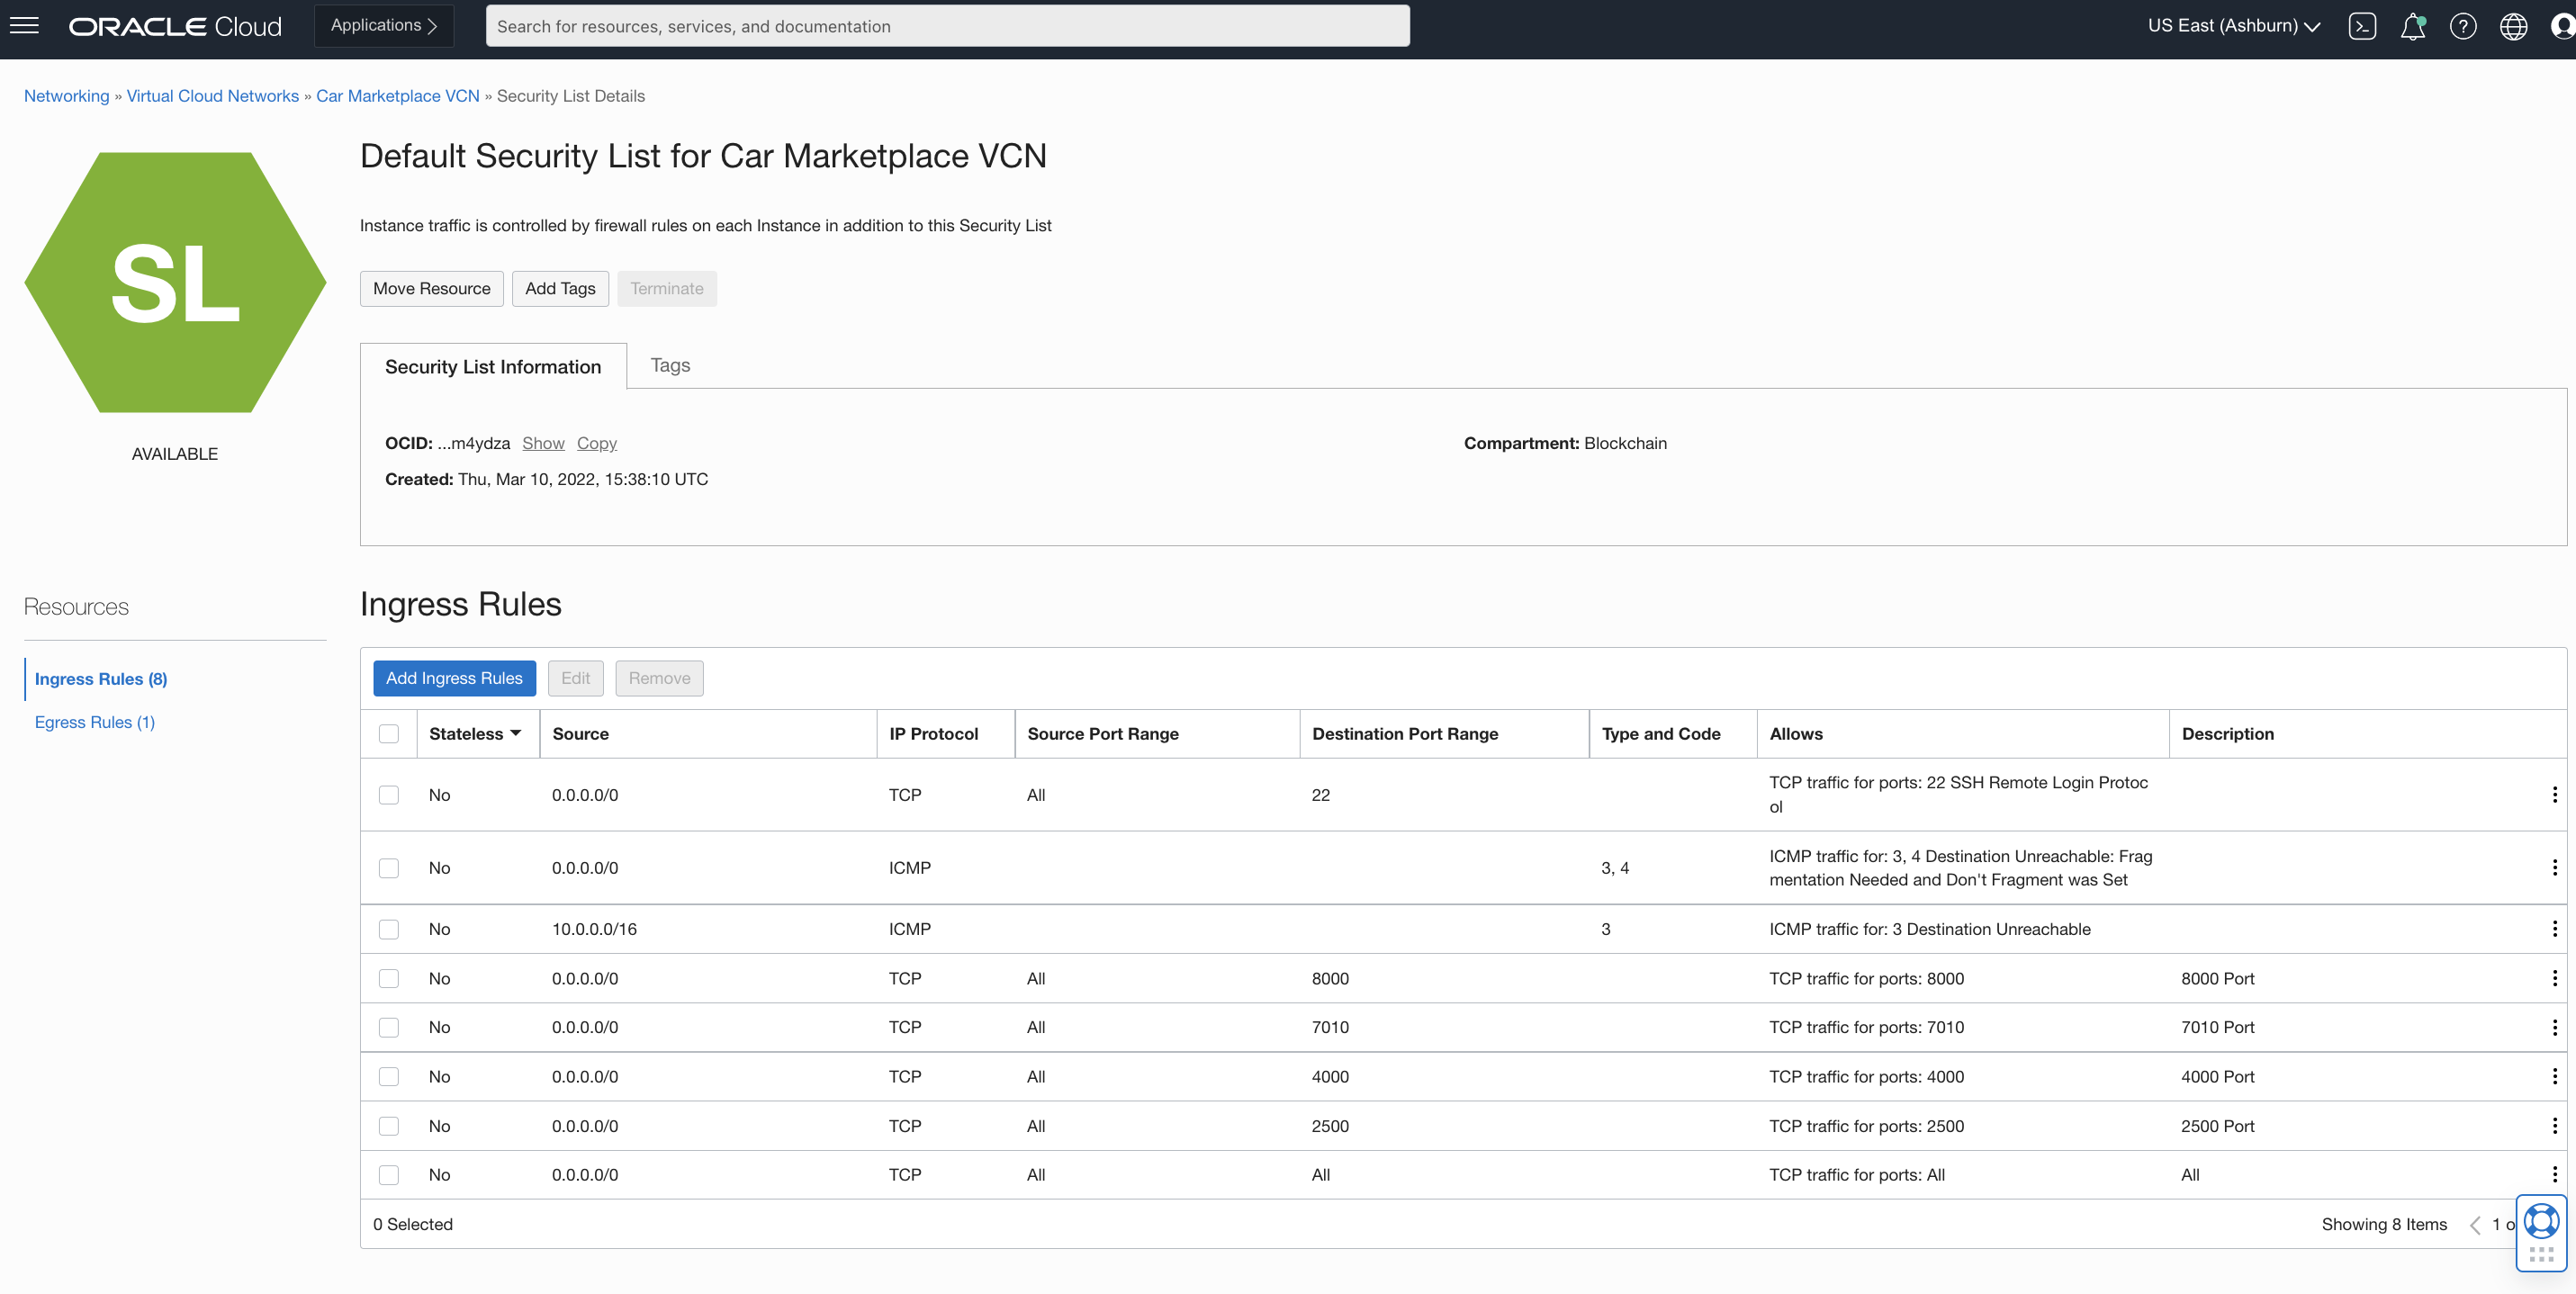 ORACLE Cloud
Applications
Search for resources, services, and documentation
US East (Ashburn)
Networking » Virtual Cloud Networks » Car Marketplace VCN » Security List Details
SL
AVAILABLE
Default Security List for Car Marketplace VCN
Instance traffic is controlled by firewall rules on each Instance in addition to this Security List
Move Resource Add Tags Terminate
Security List Information Tags
OCID: ...m4ydza Show Copy
Compartment: Blockchain
Created: Thu, Mar 10, 2022, 15:38:10 UTC
Resources
Ingress Rules (8)
Egress Rules (1)
Ingress Rules
Add Ingress Rules Edit Remove
Stateless Source IP Protocol Source Port Range Destination Port Range Type and Code Allows Description
No 0.0.0.0/0 TCP All 22 TCP traffic for ports: 22 SSH Remote Login Protoc
ol
No 0.0.0.0/0 ICMP 3, 4 ICMP traffic for: 3, 4 Destination Unreachable: Frag
mentation Needed and Don't Fragment was Set
No 10.0.0.0/16 ICMP 3 ICMP traffic for: 3 Destination Unreachable
No 0.0.0.0/0 TCP All 8000 TCP traffic for ports: 8000 8000 Port
No 0.0.0.0/0 TCP All 7010 TCP traffic for ports: 7010 7010 Port
No 0.0.0.0/0 TCP All 4000 TCP traffic for ports: 4000 4000 Port
No 0.0.0.0/0 TCP All 2500 TCP traffic for ports: 2500 2500 Port
No 0.0.0.0/0 TCP All All TCP traffic for ports: All All
0 Selected
Showing 8 Items 1